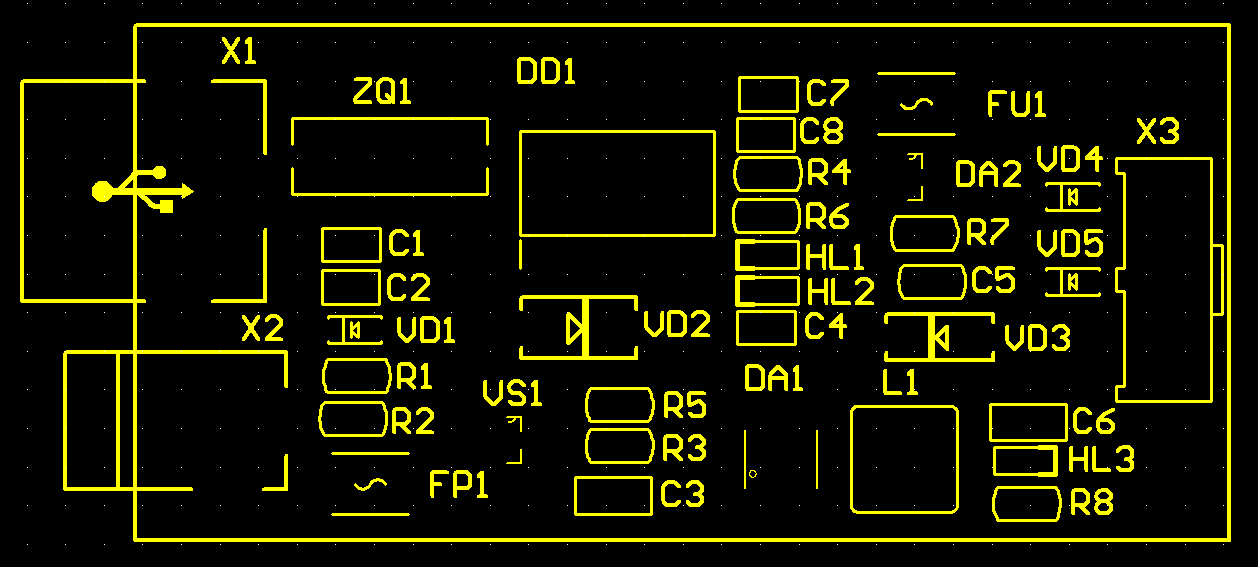 X1
ZQ1
DD1
C7
FU1
C8
X3
VD4
R4
DA2
R6
R7
C1
VD5
HL1
C2
HL2
C5
X2
VD1
VD2
C4
VD3
R1
DA1
L1
VS1
R2
R5
C6
R3
HL3
FP1
C3
R8